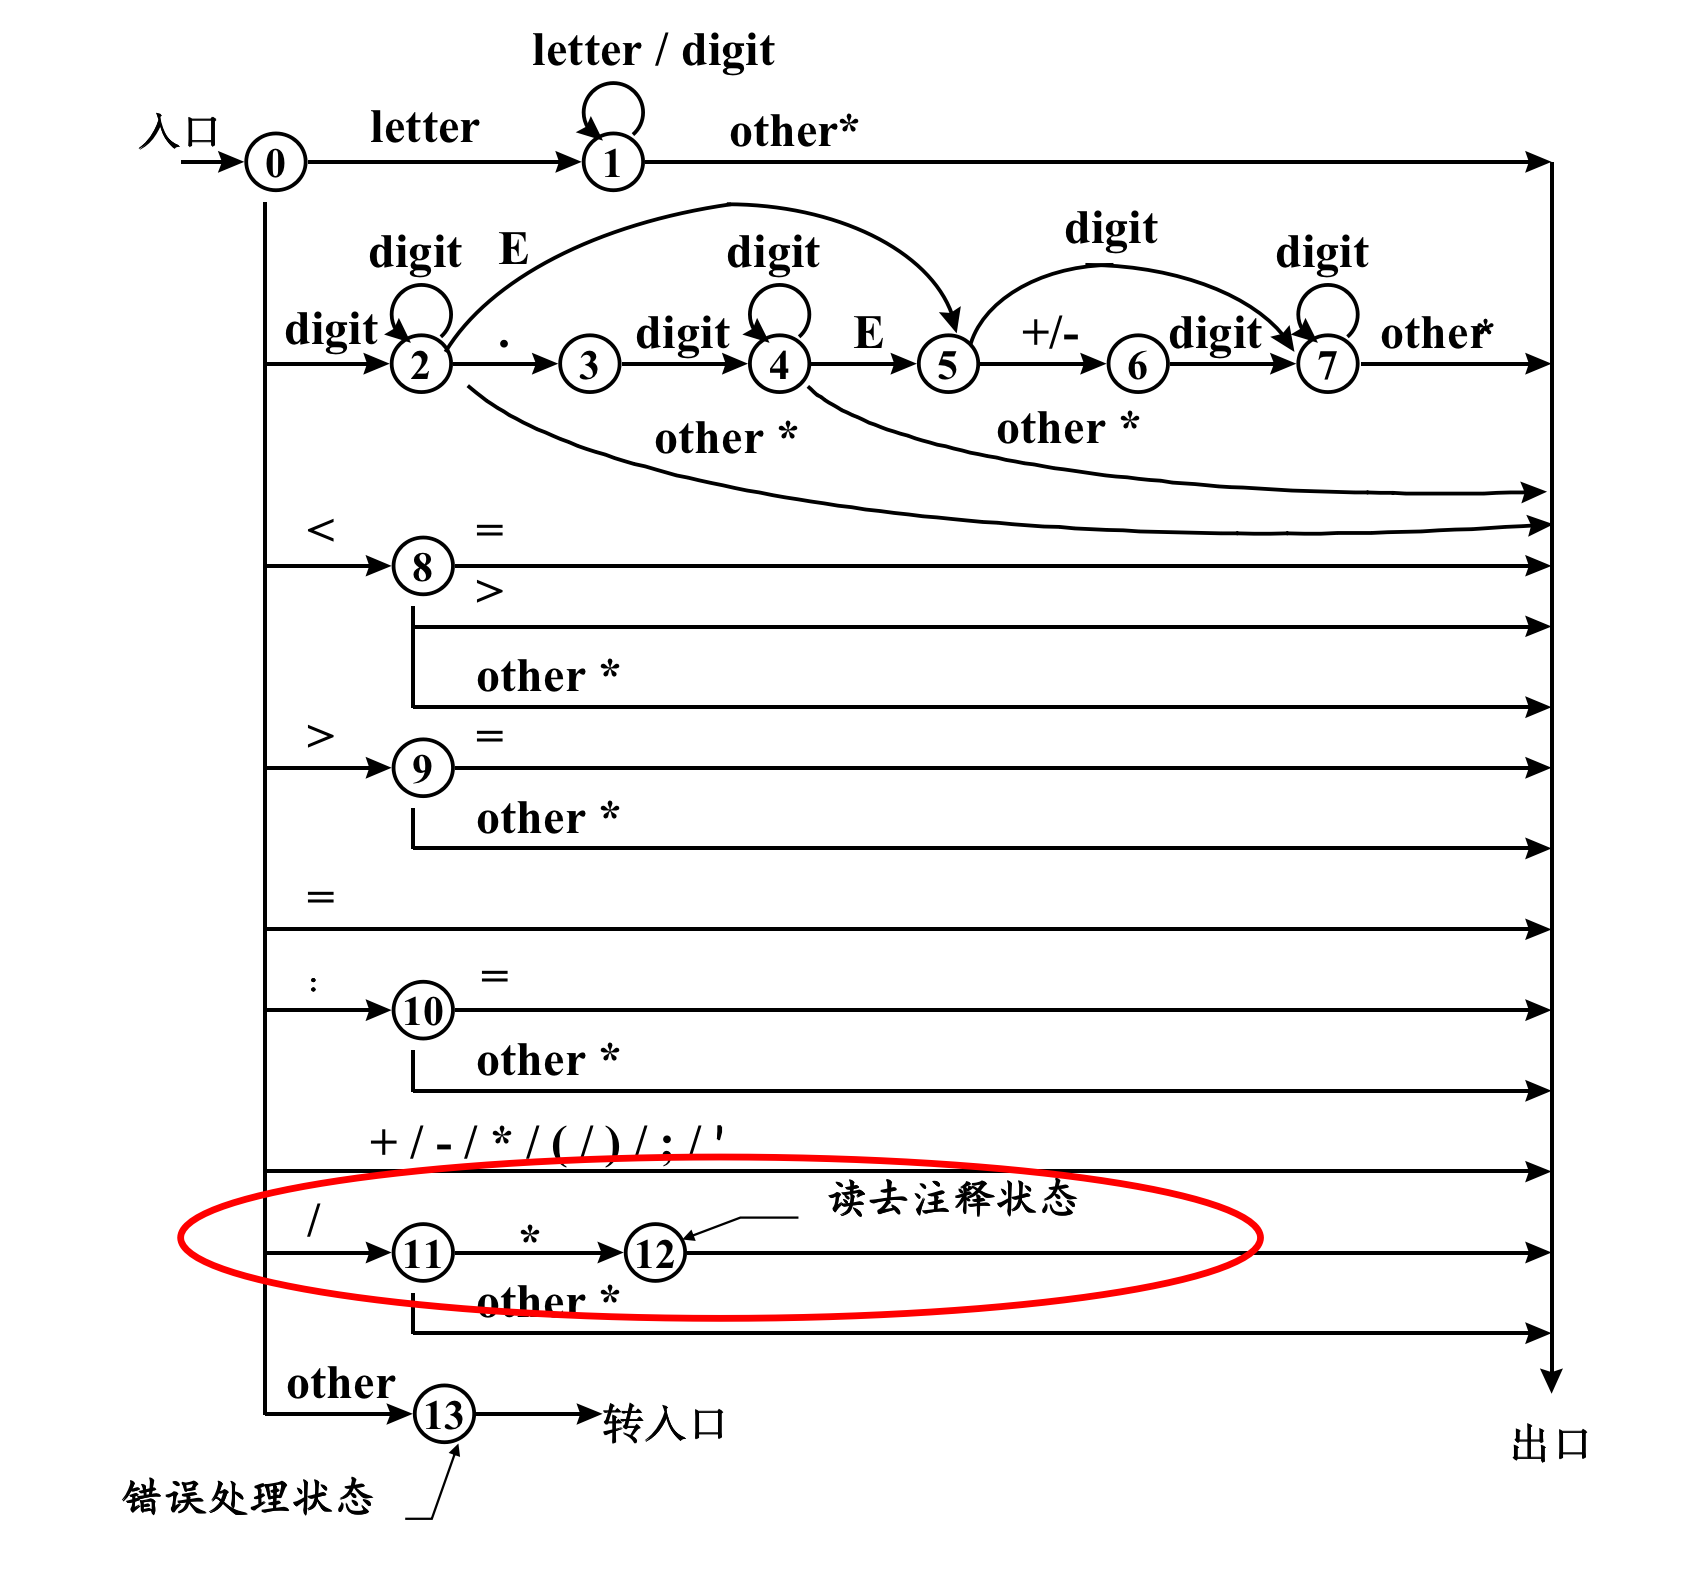 letter / digit
入口 0 letter 1 other*
digit E digit digit digit
digit 2 . 3 digit 4 E 5 +/- 6 digit 7 other*
other * other *
< 8 =
>
other *
> 9 =
other *
=
: 10 =
other *
+ / - / * / ( / ) / ; / '
/ 11 * 12 读去注释状态
other *
other 13 转入口
出口
错误处理状态